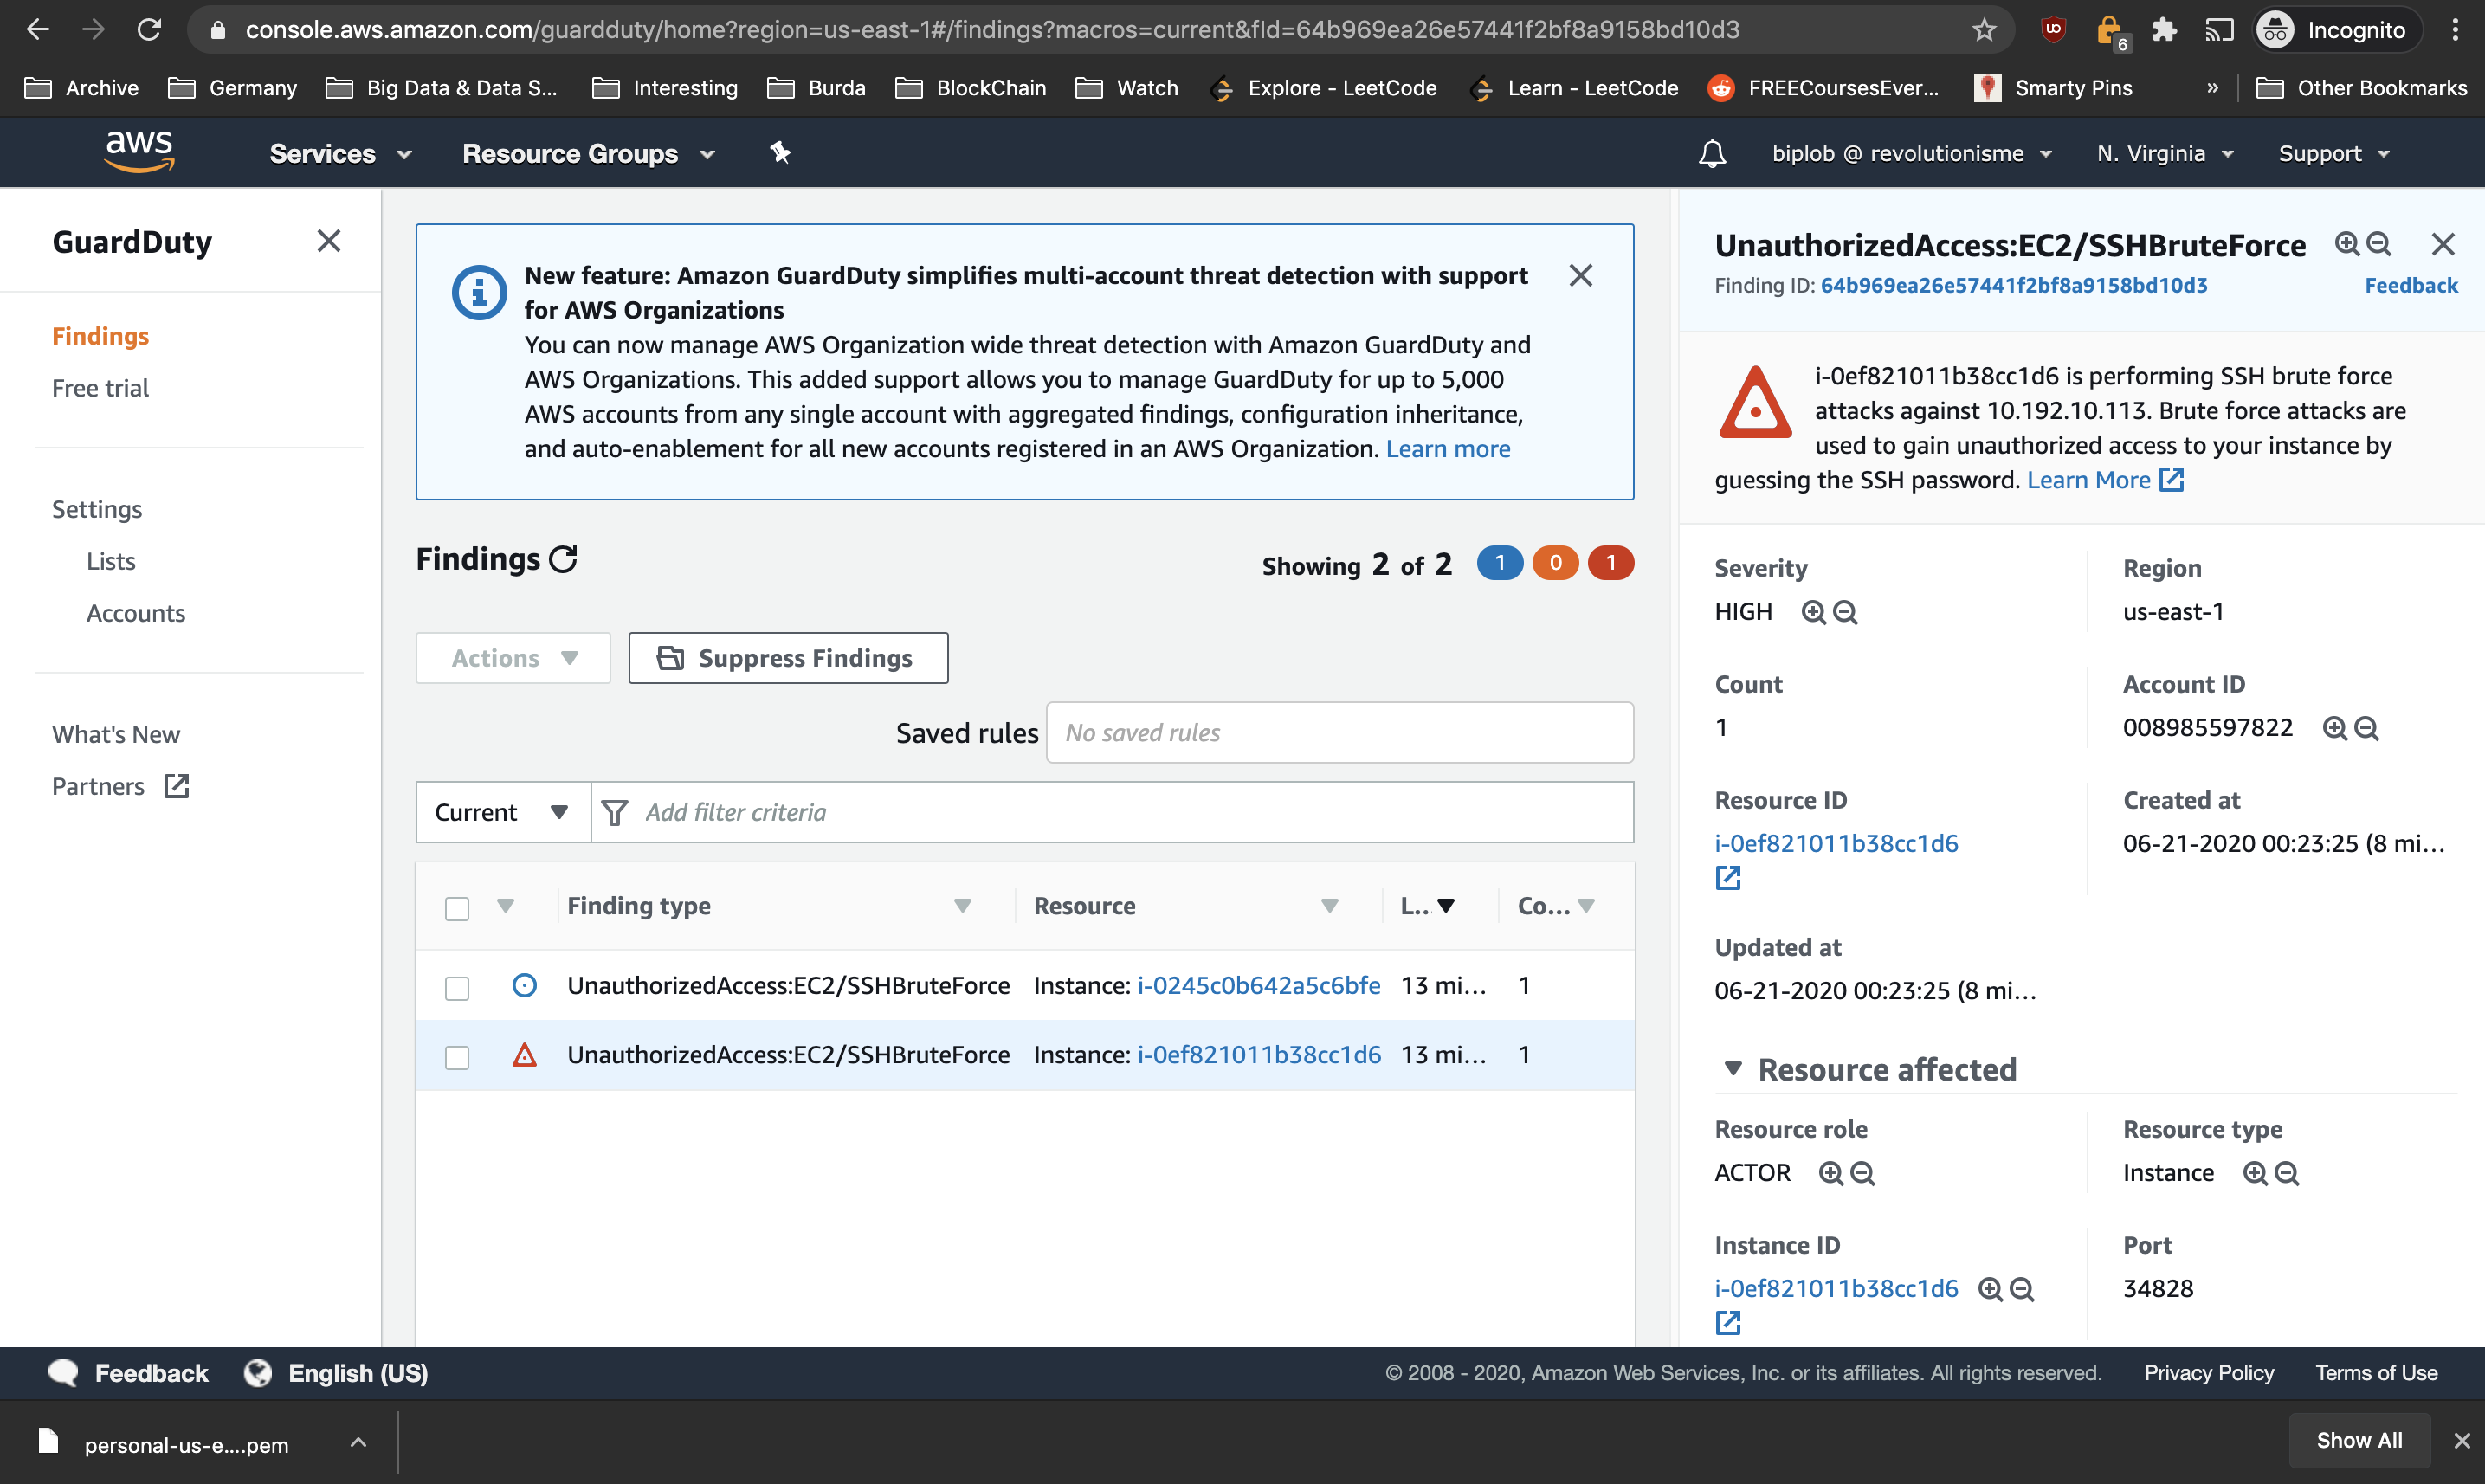 console.aws.amazon.com/guardduty/home?region=us-east-1#/findings?macros=current&fId=64b969ea26e57441f2bf8a9158bd10d3
uo
6
Incognito
Archive
Germany
Big Data & Data S...
Interesting
Burda
BlockChain
Watch
Explore - LeetCode
Learn - LeetCode
FREECoursesEver...
Smarty Pins
»
Other Bookmarks
aws
Services
Resource Groups
biplob @ revolutionisme
N. Virginia
Support
GuardDuty
Findings
Free trial
Settings
Lists
Accounts
What's New
Partners
New feature: Amazon GuardDuty simplifies multi-account threat detection with support
for AWS Organizations
You can now manage AWS Organization wide threat detection with Amazon GuardDuty and
AWS Organizations. This added support allows you to manage GuardDuty for up to 5,000
AWS accounts from any single account with aggregated findings, configuration inheritance,
and auto-enablement for all new accounts registered in an AWS Organization. Learn more
Findings
Showing 2 of 2
1
0
1
Actions
Suppress Findings
Saved rules
No saved rules
Current
Add filter criteria
Finding type
Resource
L...
Co...
UnauthorizedAccess:EC2/SSHBruteForce Instance: i-0245c0b642a5c6bfe 13 mi... 1
UnauthorizedAccess:EC2/SSHBruteForce Instance: i-0ef821011b38cc1d6 13 mi... 1
UnauthorizedAccess:EC2/SSHBruteForce
Finding ID: 64b969ea26e57441f2bf8a9158bd10d3
Feedback
i-0ef821011b38cc1d6 is performing SSH brute force
attacks against 10.192.10.113. Brute force attacks are
used to gain unauthorized access to your instance by
guessing the SSH password. Learn More
Severity
HIGH
Region
us-east-1
Count
1
Account ID
008985597822
Resource ID
i-0ef821011b38cc1d6
Created at
06-21-2020 00:23:25 (8 mi...
Updated at
06-21-2020 00:23:25 (8 mi...
Resource affected
Resource role
ACTOR
Resource type
Instance
Instance ID
i-0ef821011b38cc1d6
Port
34828
Feedback
English (US)
© 2008 - 2020, Amazon Web Services, Inc. or its affiliates. All rights reserved.
Privacy Policy
Terms of Use
personal-us-e....pem
Show All